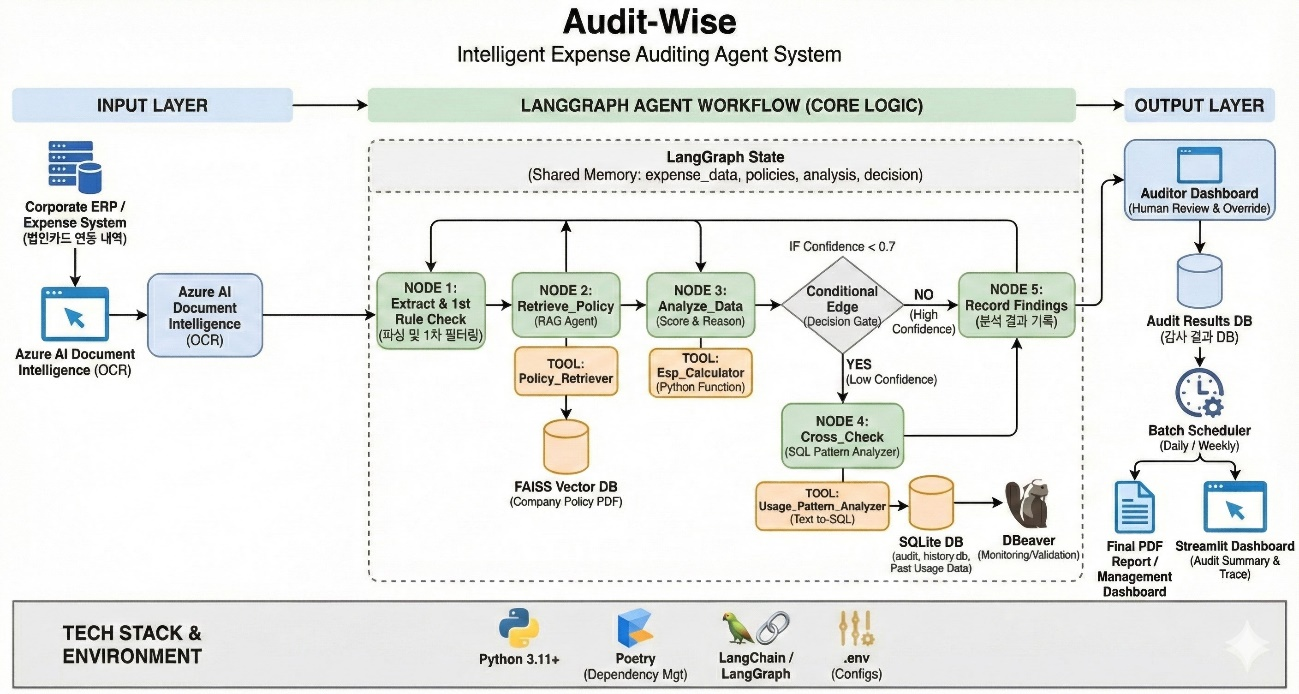 Audit-Wise
Intelligent Expense Auditing Agent System
INPUT LAYER
LANGGRAPH AGENT WORKFLOW (CORE LOGIC)
OUTPUT LAYER
Corporate ERP /
Expense System
(법인카드 연동 내역)
Azure AI Document
Intelligence (OCR)
Azure AI
Document
Intelligence
(OCR)
LangGraph State
(Shared Memory: expense_data, policies, analysis, decision)
NODE 1:
Extract & 1st
Rule Check
(파싱 및 1차 필터링)
NODE 2:
Retrieve_Policy
(RAG Agent)
TOOL:
Policy_Retriever
FAISS Vector DB
(Company Policy PDF)
NODE 3:
Analyze_Data
(Score & Reason)
TOOL:
Esp_Calculator
(Python Function)
IF Confidence < 0.7
Conditional
Edge
(Decision Gate)
NO
(High
Confidence)
YES
(Low Confidence)
NODE 4:
Cross_Check
(SQL Pattern Analyzer)
TOOL:
Usage_Pattern_Analyzer
(Text to-SQL)
SQLite DB
(audit, history db,
Past Usage Data)
DBeaver
(Monitoring/Validation)
NODE 5:
Record Findings
(분석 결과 기록)
Auditor Dashboard
(Human Review & Override)
Audit Results DB
(감사 결과 DB)
Batch Scheduler
(Daily / Weekly)
Final PDF
Report /
Management
Dashboard
Streamlit Dashboard
(Audit Summary &
Trace)
TECH STACK &
ENVIRONMENT
Python 3.11+
Poetry
(Dependency Mgt)
LangChain /
LangGraph
.env
(Configs)